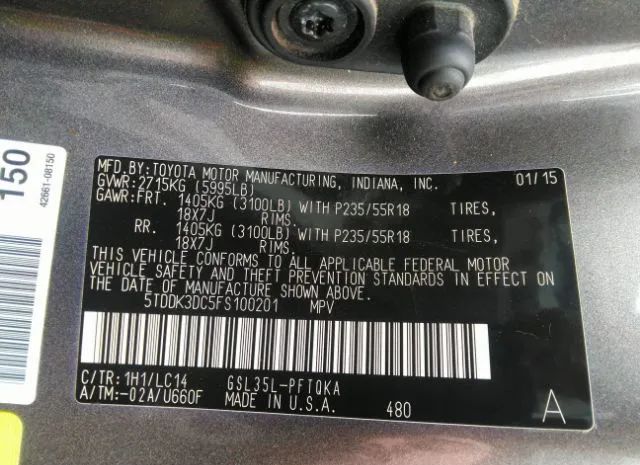 150
42661-08150
MFD.BY:TOYOTA MOTOR MANUFACTURING, INDIANA, INC. 01/15
GVWR:2715KG (5995LB)
GAWR:FRT. 1405KG (3100LB) WITH P235/55R18 TIRES,
18X7J RIMS.
RR. 1405KG (3100LB) WITH P235/55R18 TIRES,
18X7J RIMS.
THIS VEHICLE CONFORMS TO ALL APPLICABLE FEDERAL MOTOR
VEHICLE SAFETY AND THEFT PREVENTION STANDARDS IN EFFECT ON
THE DATE OF MANUFACTURE SHOWN ABOVE.
5TDDK3DC5FS100201 MPV
C/TR:1H1/LC14 GSL35L-PFTQKA
A/TM:-02A/U660F MADE IN U.S.A. 480 A